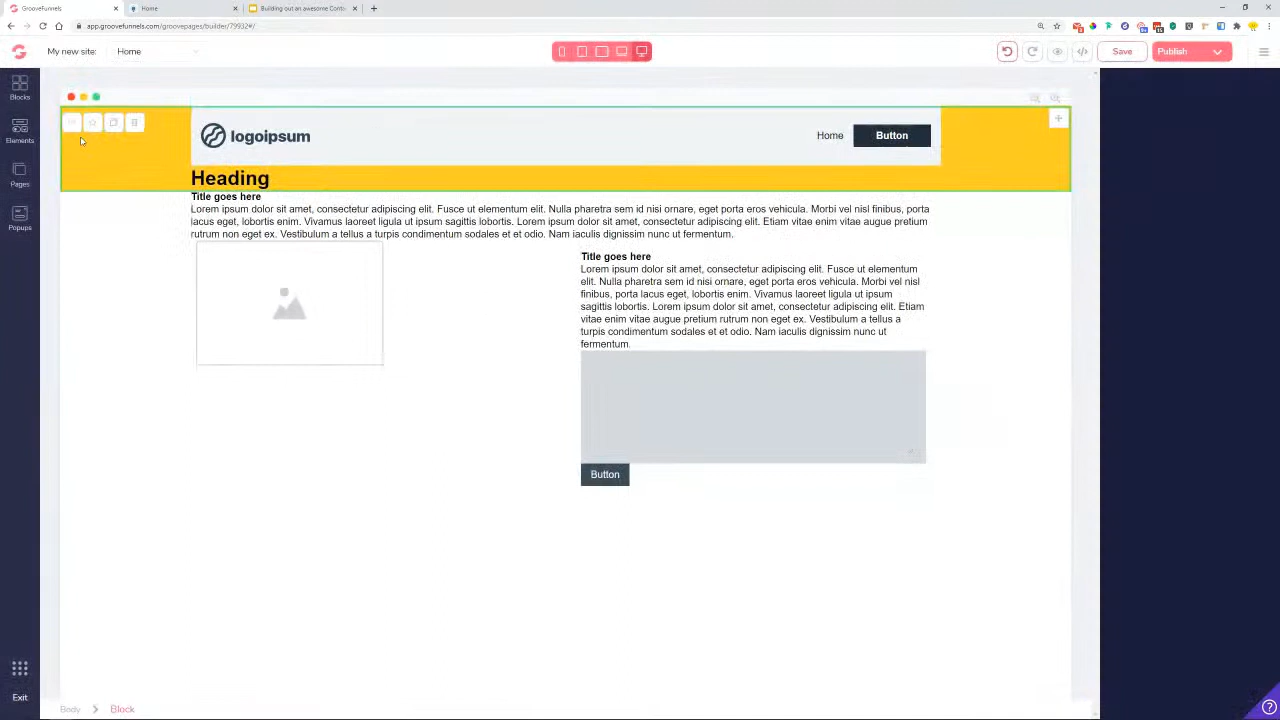 GrooveFunnels
Home
Building out an awesome Conta
app.groovefunnels.com/groovepages/builder/79932#/
My new site:
Home
Save
Publish
Blocks
Elements
Pages
Popups
logoipsum
Home
Button
Heading
Title goes here
Lorem ipsum dolor sit amet, consectetur adipiscing elit. Fusce ut elementum elit. Nulla pharetra sem id nisi ornare, eget porta eros vehicula. Morbi vel nisl finibus, porta
lacus eget, lobortis enim. Vivamus laoreet ligula ut ipsum sagittis lobortis. Lorem ipsum dolor sit amet, consectetur adipiscing elit. Etiam vitae enim vitae augue pretium
rutrum non eget ex. Vestibulum a tellus a turpis condimentum sodales et et odio. Nam iaculis dignissim nunc ut fermentum.
Title goes here
Lorem ipsum dolor sit amet, consectetur adipiscing elit. Fusce ut elementum
elit. Nulla pharetra sem id nisi ornare, eget porta eros vehicula. Morbi vel nisl
finibus, porta lacus eget, lobortis enim. Vivamus laoreet ligula ut ipsum
sagittis lobortis. Lorem ipsum dolor sit amet, consectetur adipiscing elit. Etiam
vitae enim vitae augue pretium rutrum non eget ex. Vestibulum a tellus a
turpis condimentum sodales et et odio. Nam iaculis dignissim nunc ut
fermentum.
Button
Exit
Body
Block